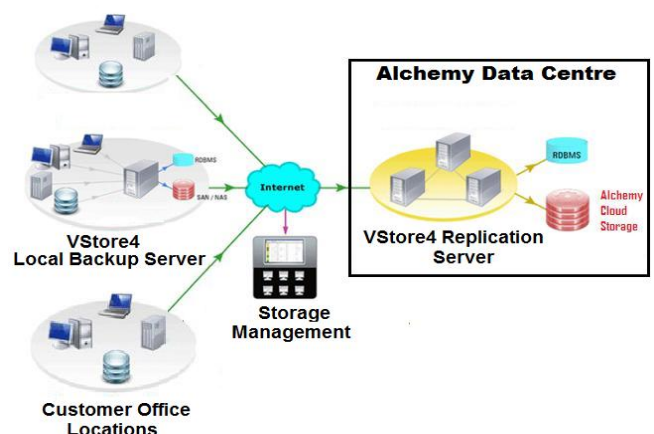 Alchemy Data Centre
RDBMS
SAN / NAS
VStore4
Local Backup Server
Internet
RDBMS
Alchemy
Cloud
Storage
VStore4 Replication
Server
Storage
Management
Customer Office
Locations